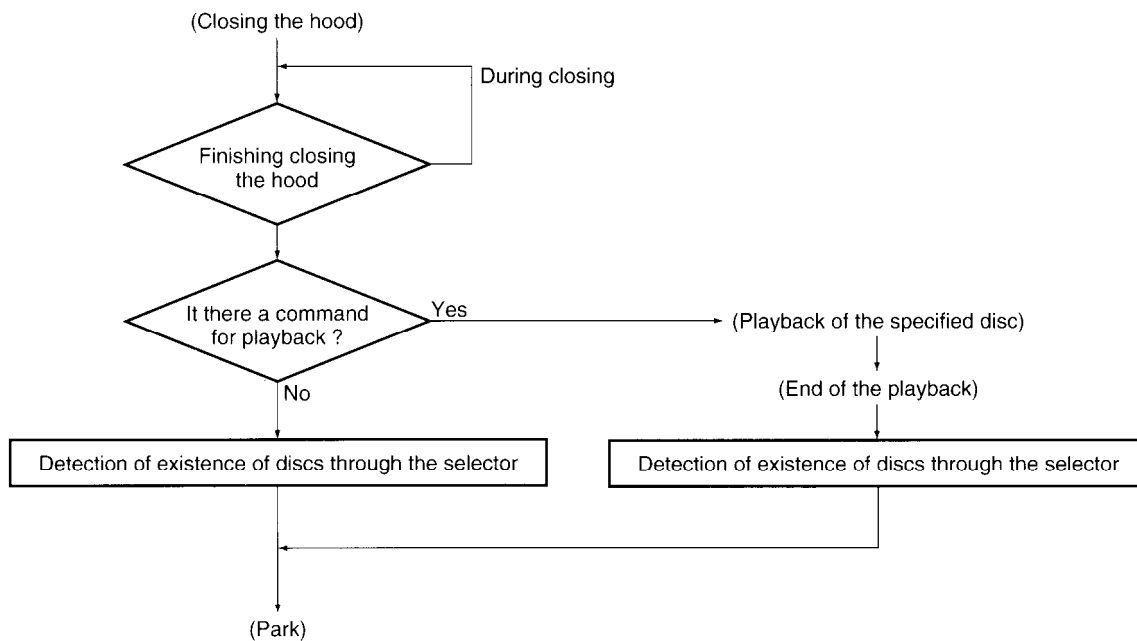 (Closing the hood)
During closing
Finishing closing
the hood
It there a command
for playback ?
Yes
(Playback of the specified disc)
No
(End of the playback)
Detection of existence of discs through the selector
Detection of existence of discs through the selector
(Park)